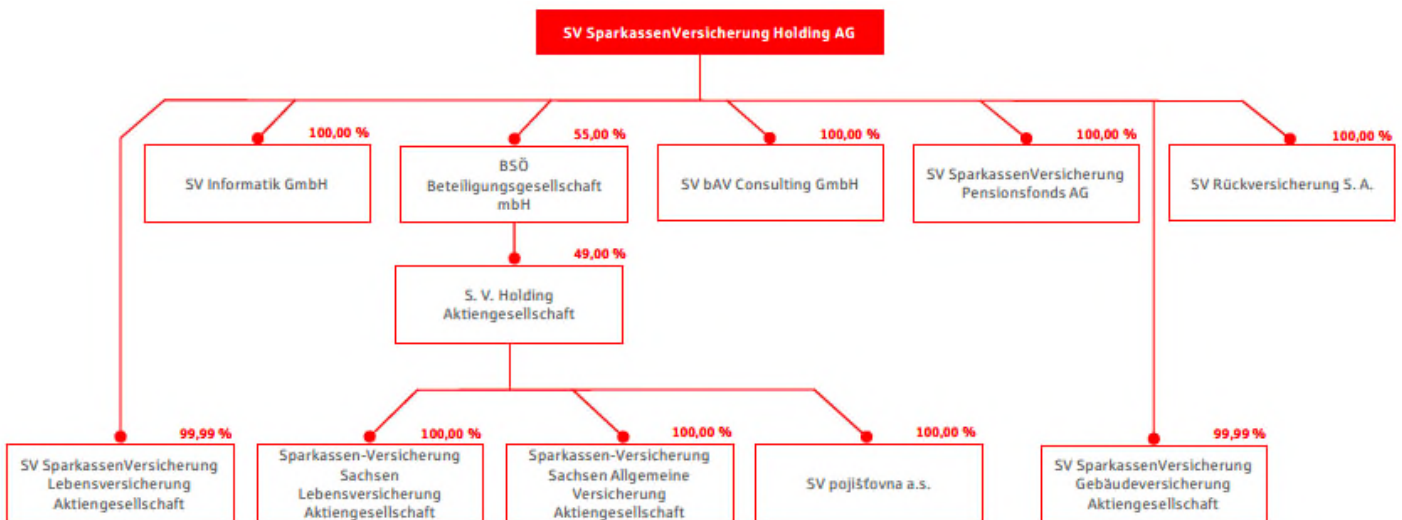 SV SparkassenVersicherung Holding AG
100,00 %
SV Informatik GmbH
55,00 %
BSÖ
Beteiligungsgesellschaft
mbH
100,00 %
SV bAV Consulting GmbH
100,00 %
SV SparkassenVersicherung
Pensionsfonds AG
100,00 %
SV Rückversicherung S. A.
49,00 %
S. V. Holding
Aktiengesellschaft
99,99 %
SV SparkassenVersicherung
Lebensversicherung
Aktiengesellschaft
100,00 %
Sparkassen-Versicherung
Sachsen
Lebensversicherung
Aktiengesellschaft
100,00 %
Sparkassen-Versicherung
Sachsen Allgemeine
Versicherung
Aktiengesellschaft
100,00 %
SV pojišťovna a.s.
99,99 %
SV SparkassenVersicherung
Gebäudeversicherung
Aktiengesellschaft